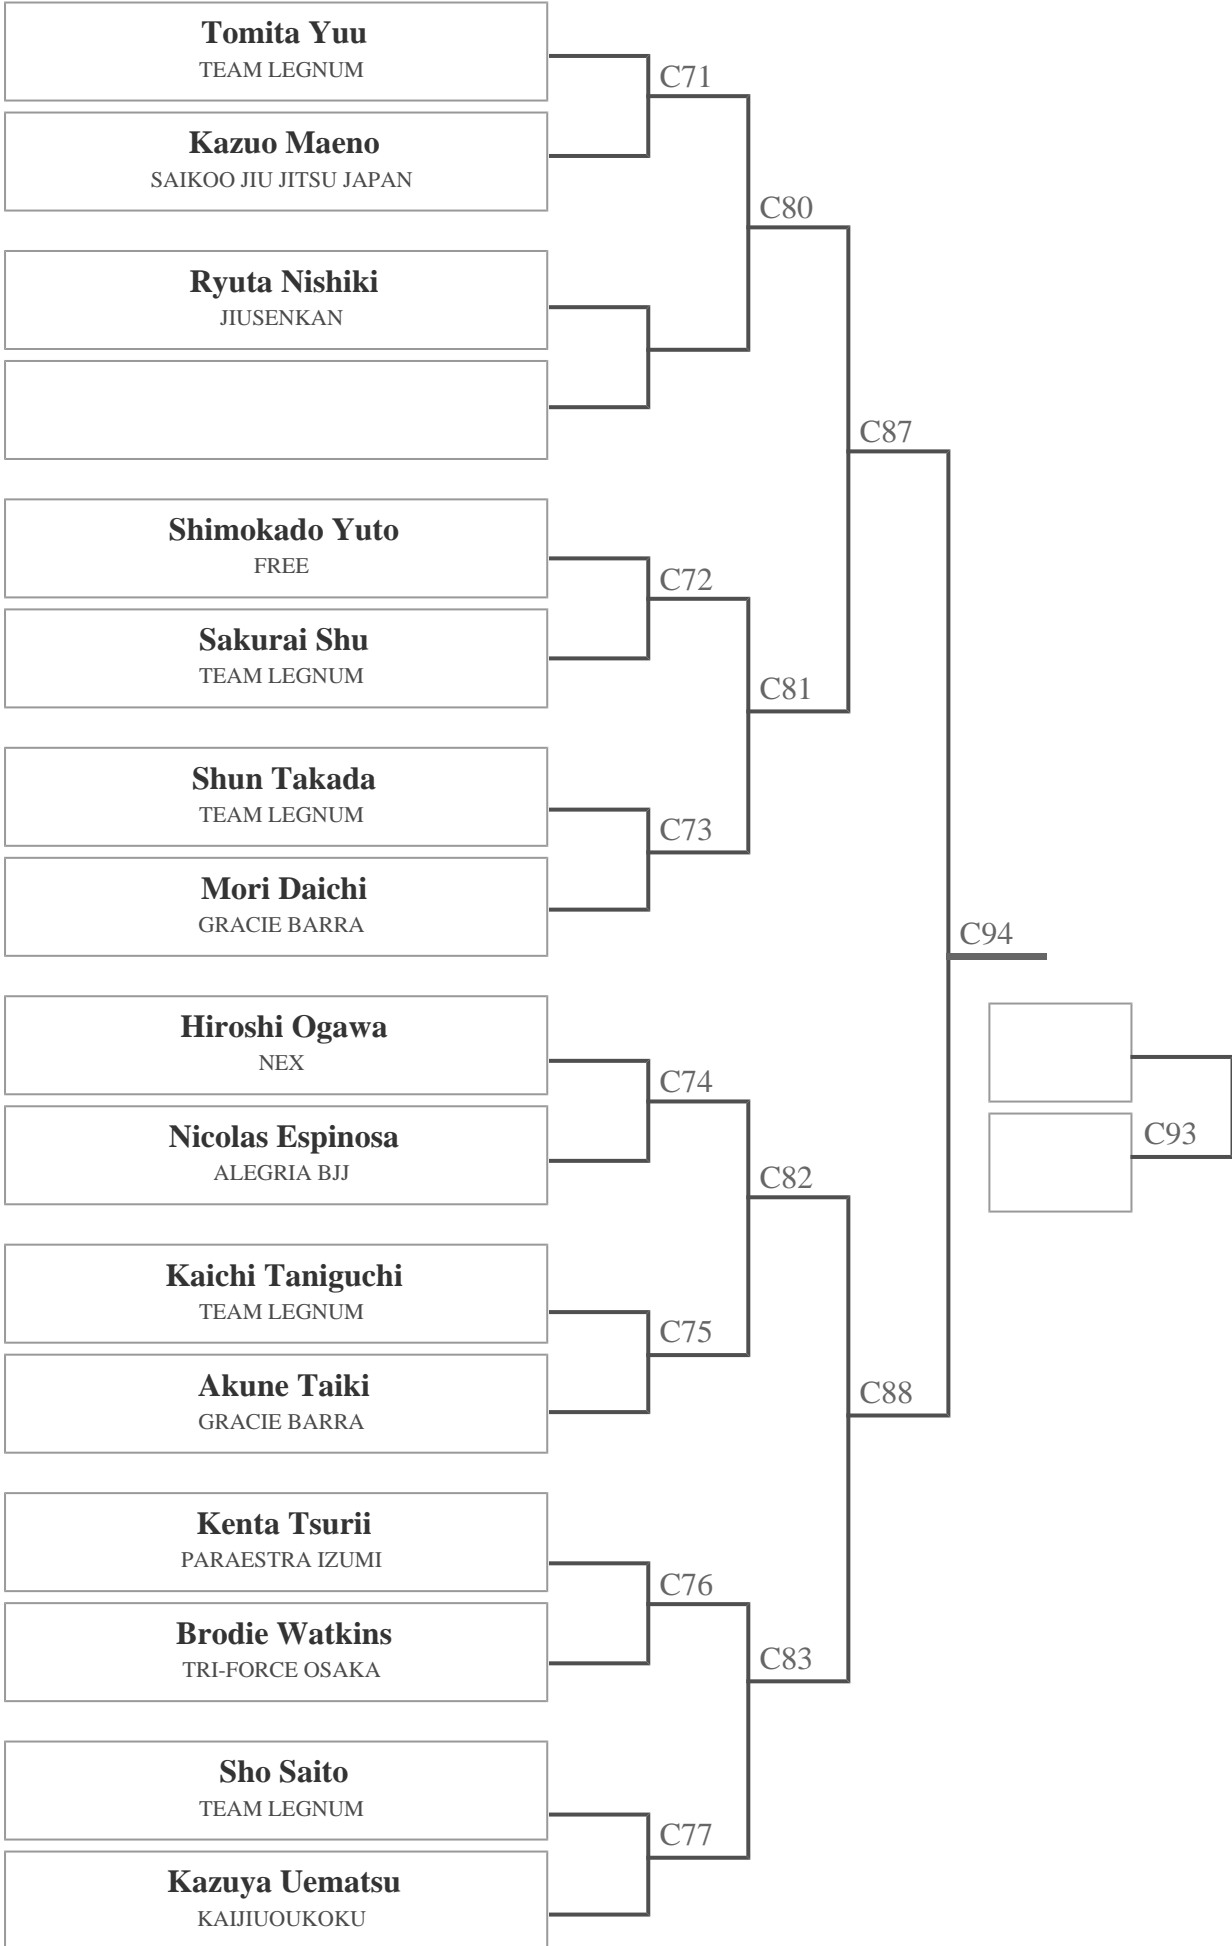 Tomita Yuu
TEAM LEGNUM
C71
Kazuo Maeno
SAIKOO JIU JITSU JAPAN
C80
Ryuta Nishiki
JIUSENKAN
C87
Shimokado Yuto
FREE
C72
Sakurai Shu
TEAM LEGNUM
C81
Shun Takada
TEAM LEGNUM
C73
Mori Daichi
GRACIE BARRA
C94
Hiroshi Ogawa
NEX
C74
Nicolas Espinosa
ALEGRIA BJJ
C93
C82
Kaichi Taniguchi
TEAM LEGNUM
C75
Akune Taiki
GRACIE BARRA
C88
Kenta Tsurii
PARAESTRA IZUMI
C76
Brodie Watkins
TRI-FORCE OSAKA
C83
Sho Saito
TEAM LEGNUM
C77
Kazuya Uematsu
KAIJIUOUKOKU